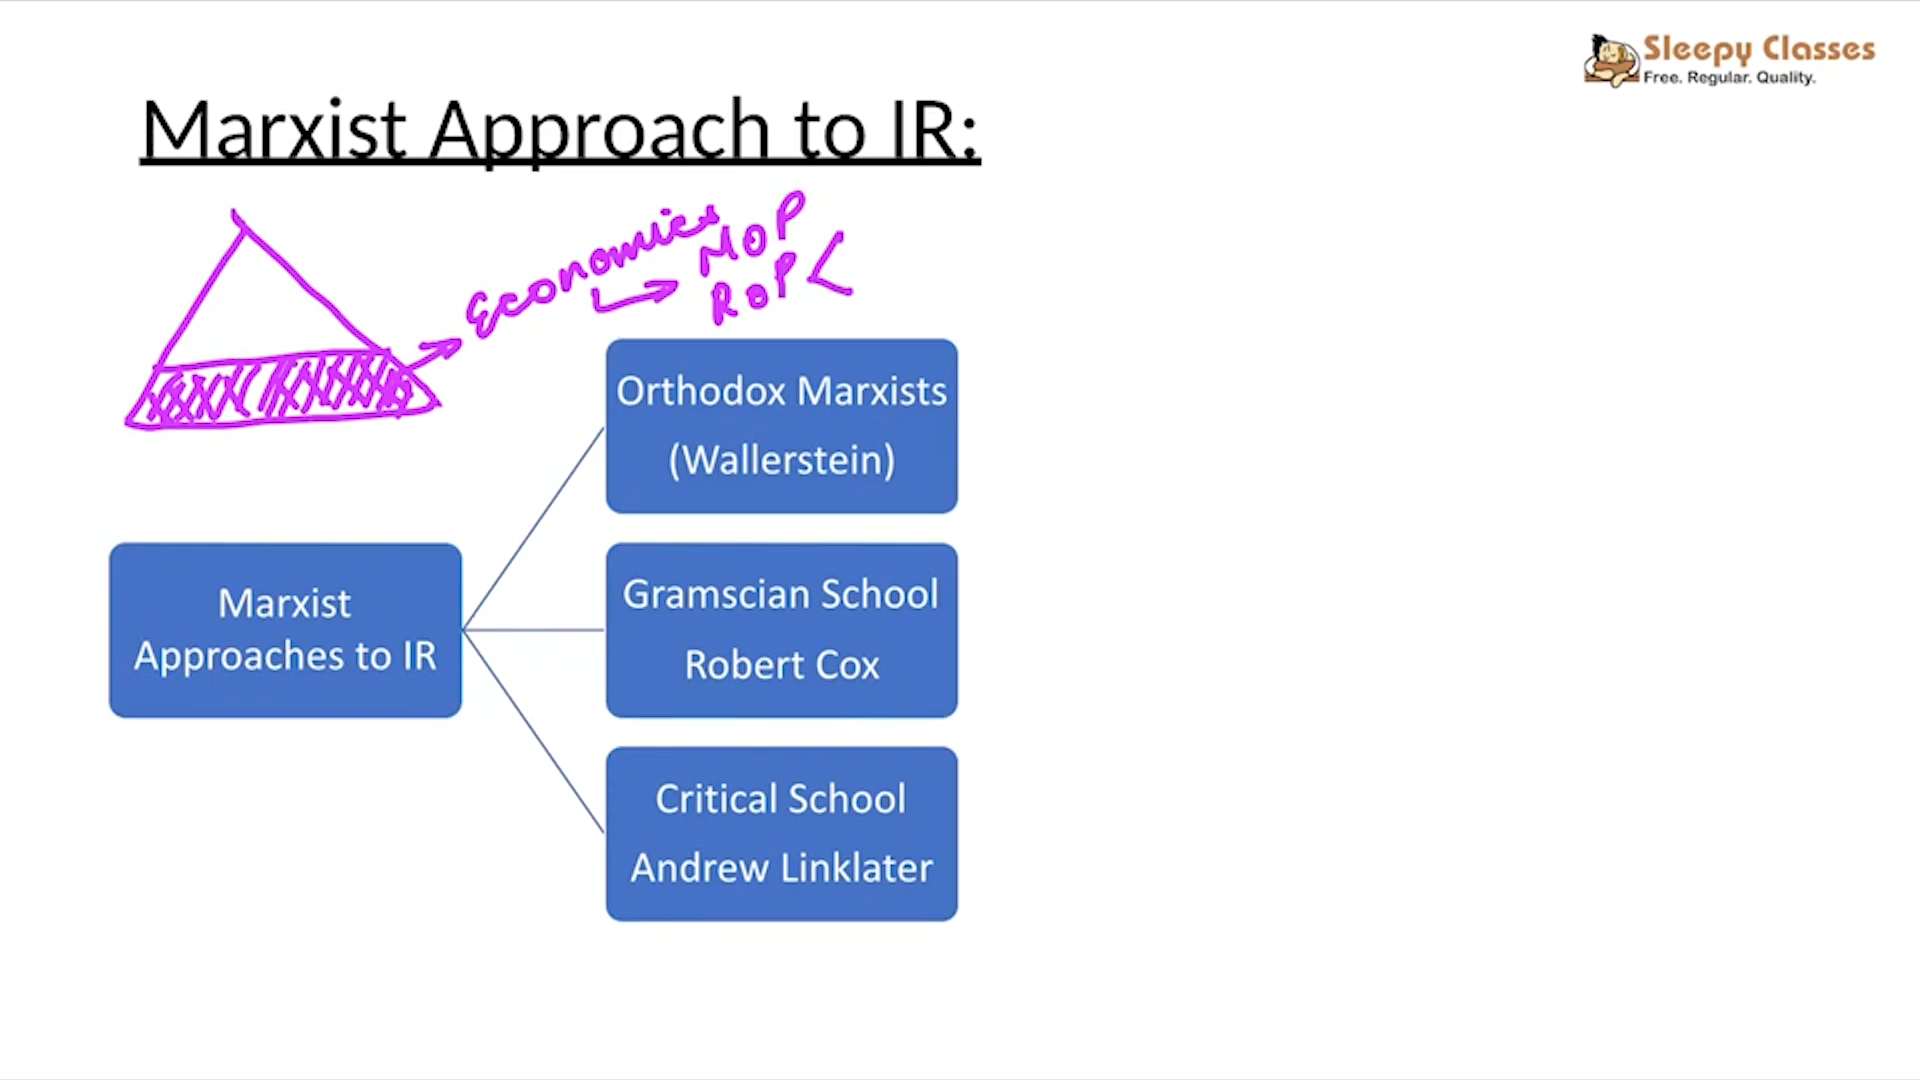 Sleepy Classes
Free. Regular. Quality.
Marxist Approach to IR:
Economics
MOP
ROP
Orthodox Marxists
(Wallerstein)
Marxist
Approaches to IR
Gramscian School
Robert Cox
Critical School
Andrew Linklater